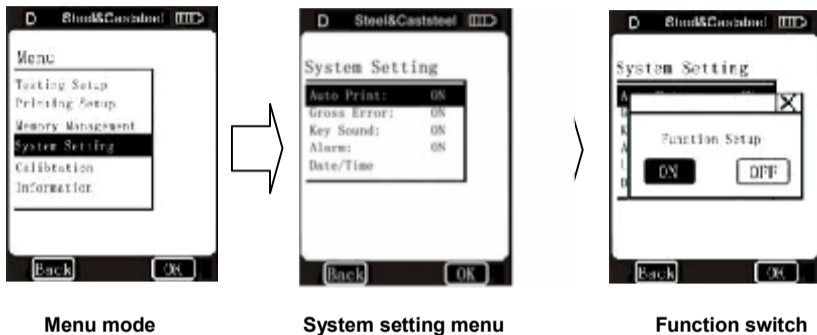 D Steel&Caststeel
Menu
Testing Setup
Printing Setup
Memory Management
System Setting
Calibration
Information
Back OK
Menu mode
D Steel&Caststeel
System Setting
Auto Print: ON
Gross Error: ON
Key Sound: ON
Alarm: ON
Date/Time
Back OK
System setting menu
D Steel&Caststeel
System Setting
X
Function Setup
ON OFF
Back OK
Function switch